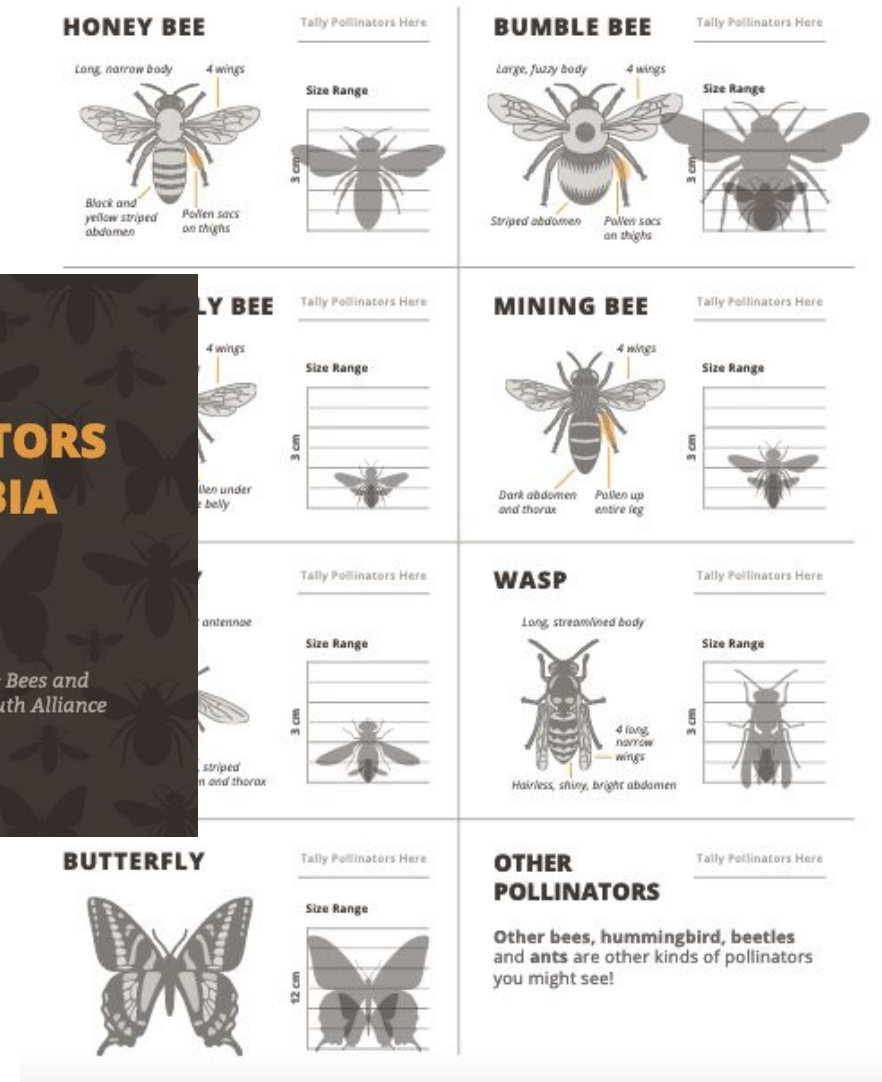 HONEY BEE
Tally Pollinators Here
Long, narrow body
4 wings
Size Range
3 cm
Black and
yellow striped
abdomen
Pollen sacs
on thighs
BUMBLE BEE
Large, fuzzy body
4 wings
Size Range
3 cm
Striped abdomen
Pollen sacs
on thighs
LY BEE
Tally Pollinators Here
4 wings
Size Range
3 cm
llen under
belly
MINING BEE
Tally Pollinators Here
4 wings
Size Range
3 cm
Dark abdomen
and thorax
Pollen up
entire leg
TORS
BIA
Bees and
uth Alliance
Tally Pollinators Here
antennae
Size Range
3 cm
, striped
n and thorax
WASP
Tally Pollinators Here
Long, streamlined body
Size Range
3 cm
4 long,
narrow
wings
Hairless, shiny, bright abdomen
BUTTERFLY
Tally Pollinators Here
Size Range
12 cm
OTHER
POLLINATORS
Tally Pollinators Here
Other bees, hummingbird, beetles
and ants are other kinds of pollinators
you might see!